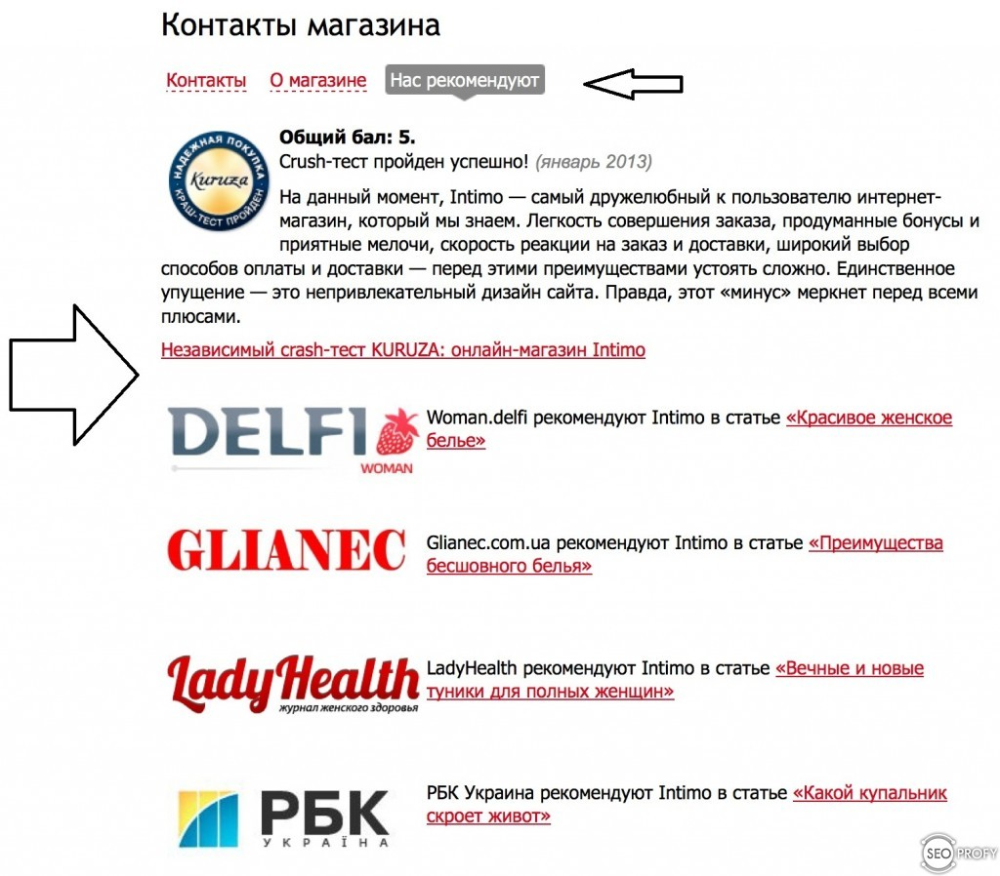 Контакты магазина
Контакты О магазине Нас рекомендуют
НАДЕЖНАЯ ПОКУПКА
Kuruza
КРАШ-ТЕСТ ПРОЙДЕН
Общий бал: 5.
Crush-тест пройден успешно! (январь 2013)
На данный момент, Intimo — самый дружелюбный к пользователю интернет-
магазин, который мы знаем. Легкость совершения заказа, продуманные бонусы и
приятные мелочи, скорость реакции на заказ и доставки, широкий выбор
способов оплаты и доставки — перед этими преимуществами устоять сложно. Единственное
упущение — это непривлекательный дизайн сайта. Правда, этот «минус» меркнет перед всеми
плюсами.
Независимый crash-тест KURUZA: онлайн-магазин Intimo
DELFI
WOMAN
Woman.delfi рекомендуют Intimo в статье «Красивое женское
белье»
GLIANEC
Glianec.com.ua рекомендуют Intimo в статье «Преимущества
бесшовного белья»
LadyHealth
журнал женского здоровья
LadyHealth рекомендуют Intimo в статье «Вечные и новые
туники для полных женщин»
РБК
УКРАЇНА
РБК Украина рекомендуют Intimo в статье «Какой купальник
скроет живот»
SEO PROFY